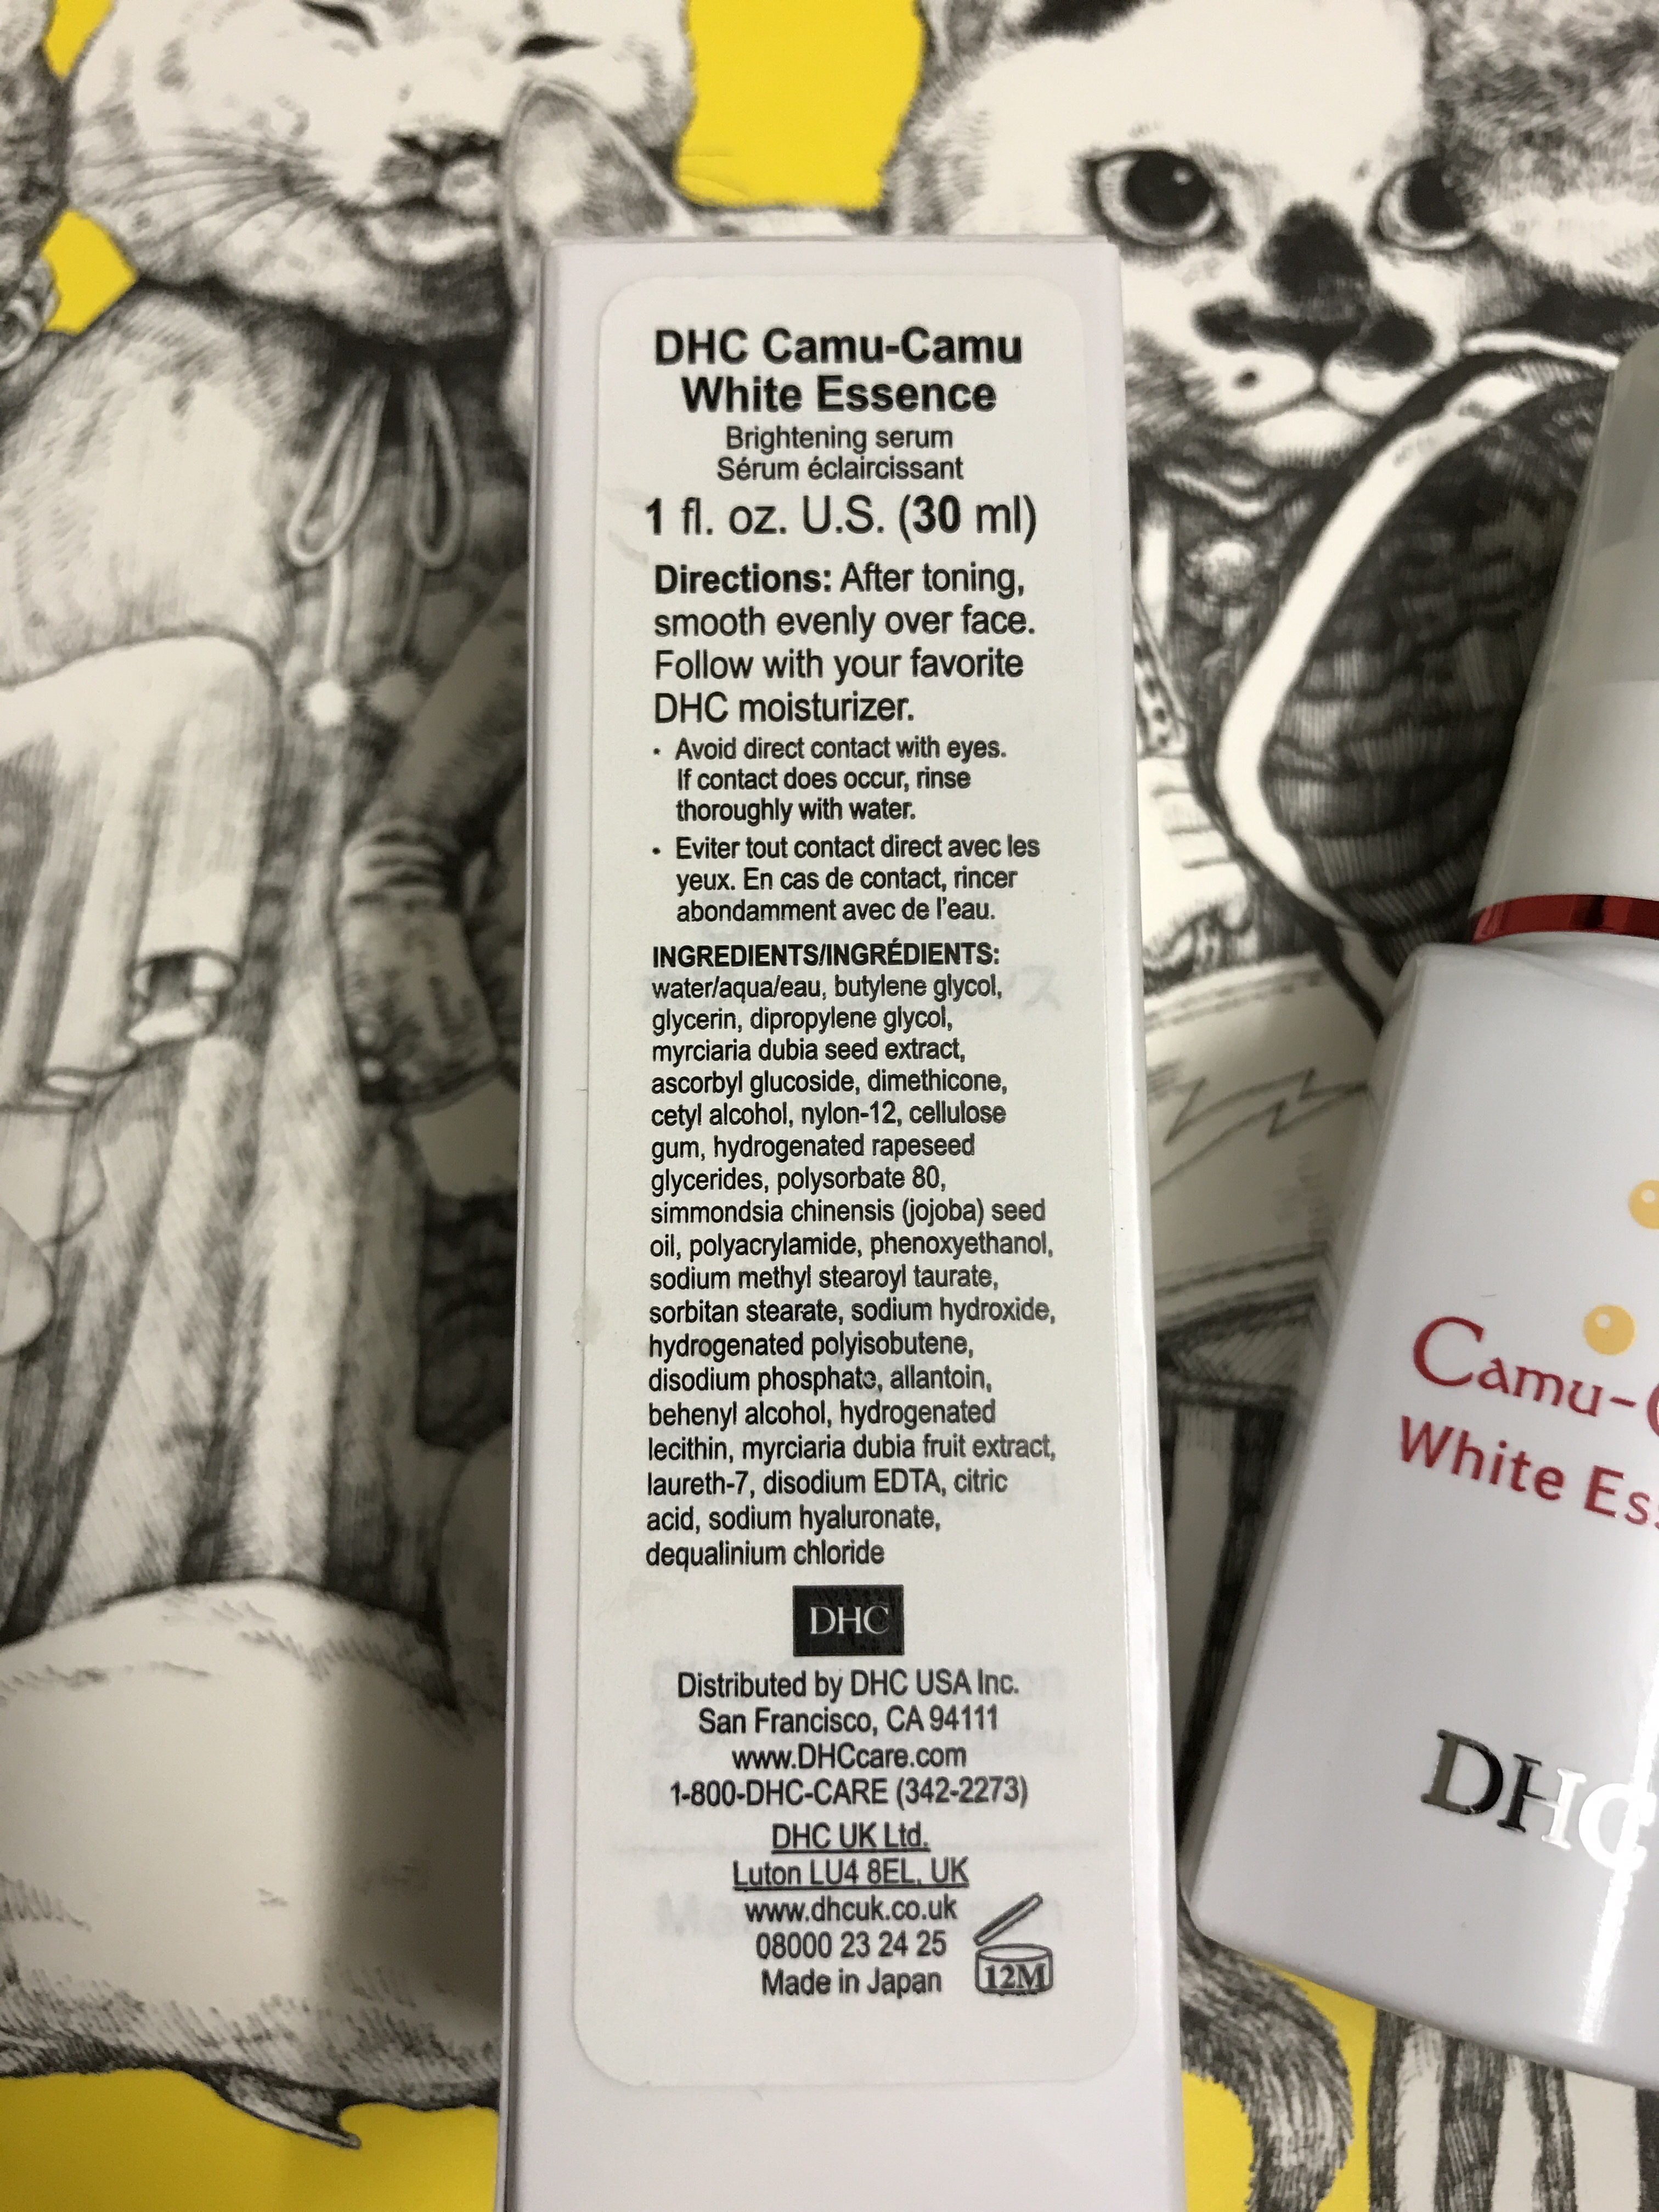 DHC Camu-Camu
White Essence
Brightening serum
Sérum éclaircissant
1 fl. oz. U.S. (30 ml)
Directions: After toning,
smooth evenly over face.
Follow with your favorite
DHC moisturizer.
• Avoid direct contact with eyes.
If contact does occur, rinse
thoroughly with water.
• Eviter tout contact direct avec les
yeux. En cas de contact, rincer
abondamment avec de l'eau.
INGREDIENTS/INGRÉDIENTS:
water/aqua/eau, butylene glycol,
glycerin, dipropylene glycol,
myrciaria dubia seed extract,
ascorbyl glucoside, dimethicone,
cetyl alcohol, nylon-12, cellulose
gum, hydrogenated rapeseed
glycerides, polysorbate 80,
simmondsia chinensis (jojoba) seed
oil, polyacrylamide, phenoxyethanol,
sodium methyl stearoyl taurate,
sorbitan stearate, sodium hydroxide,
hydrogenated polyisobutene,
disodium phosphate, allantoin,
behenyl alcohol, hydrogenated
lecithin, myrciaria dubia fruit extract,
laureth-7, disodium EDTA, citric
acid, sodium hyaluronate,
dequalinium chloride
DHC
Distributed by DHC USA Inc.
San Francisco, CA 94111
www.DHCcare.com
1-800-DHC-CARE (342-2273)
DHC UK Ltd.
Luton LU4 8EL, UK
www.dhcuk.co.uk
08000 23 24 25
Made in Japan
12M
Camu-
White Es
DHC